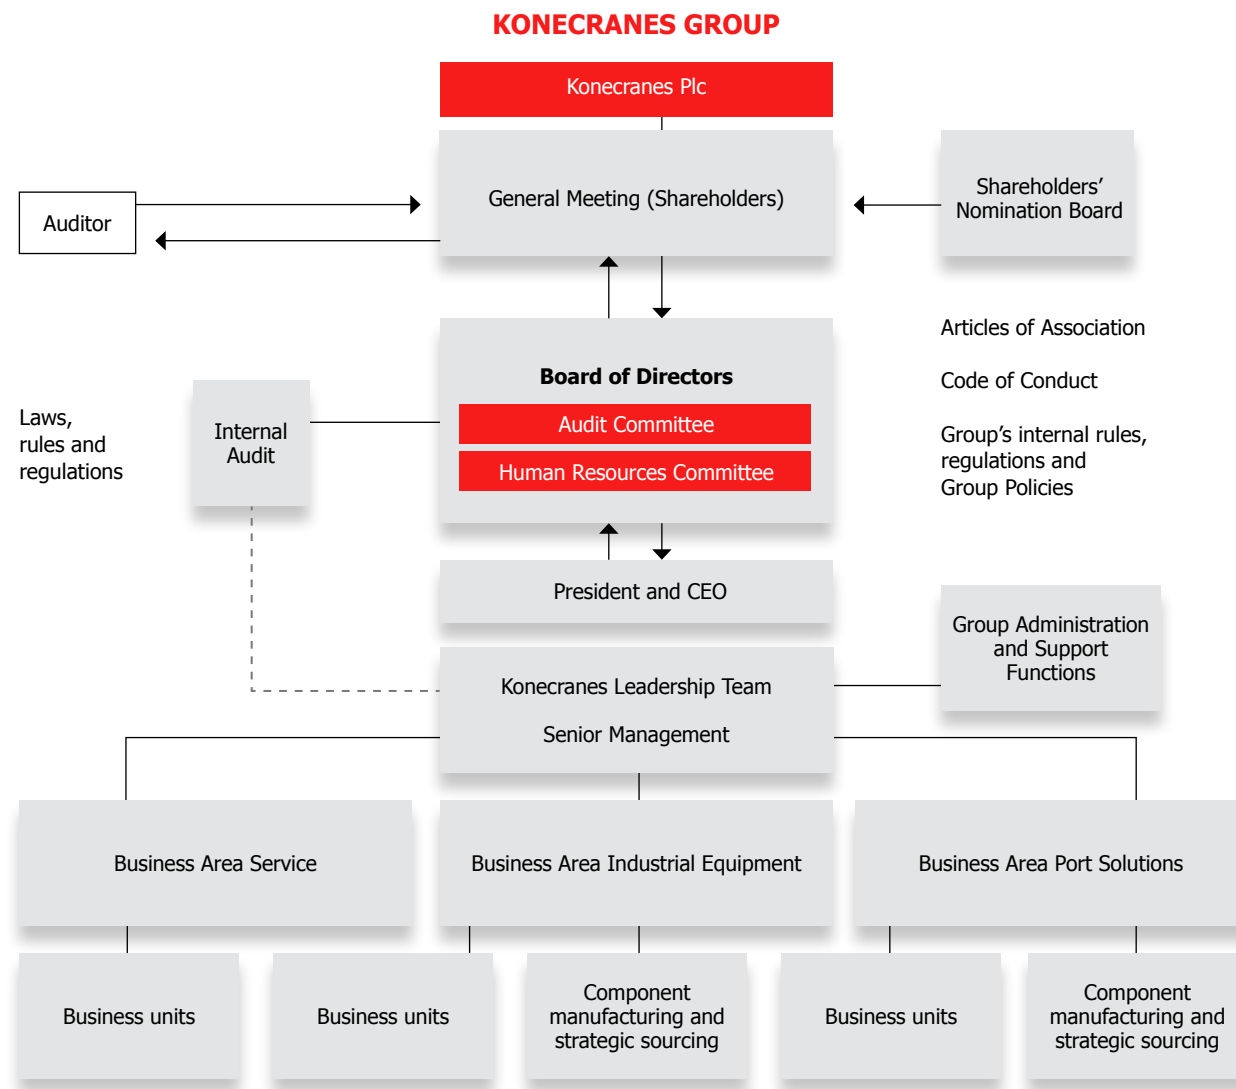 KONECRANES GROUP
Konecranes Plc
General Meeting (Shareholders)
Shareholders’
Nomination Board
Auditor
Articles of Association
Code of Conduct
Group’s internal rules,
regulations and
Group Policies
Board of Directors
Audit Committee
Human Resources Committee
Laws,
rules and
regulations
Internal
Audit
President and CEO
Group Administration
and Support
Functions
Konecranes Leadership Team
Senior Management
Business Area Service
Business Area Industrial Equipment
Business Area Port Solutions
Business units
Business units
Component
manufacturing and
strategic sourcing
Business units
Component
manufacturing and
strategic sourcing